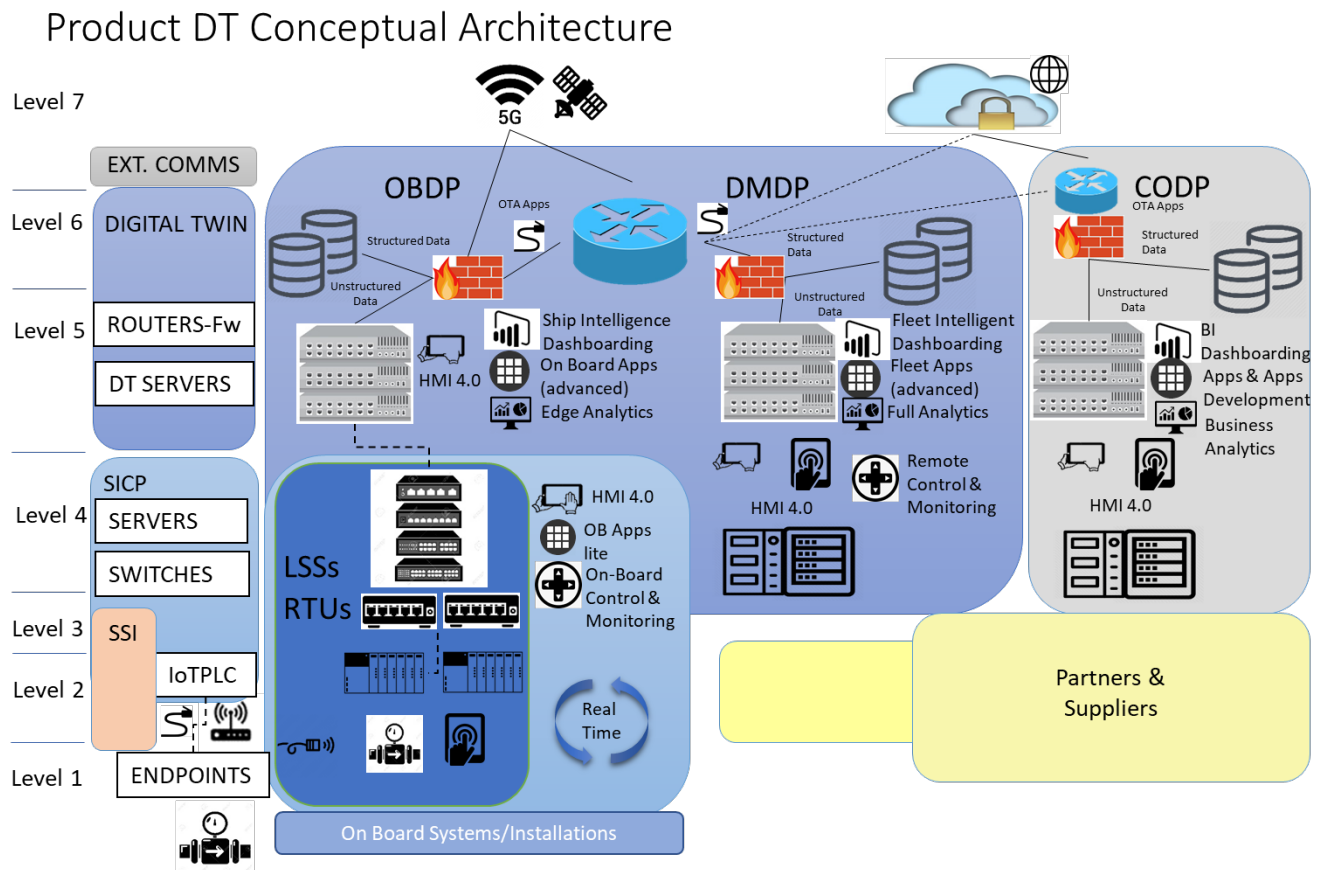 Product DT Conceptual Architecture
Level 7
5G
EXT. COMMS
Level 6
DIGITAL TWIN
Level 5
ROUTERS-Fw
DT SERVERS
SICP
Level 4
SERVERS
SWITCHES
Level 3
SSI
Level 2
IoTPLC
Level 1
ENDPOINTS
OBDP
OTA Apps
Structured Data
Unstructured
Data
HMI 4.0
Ship Intelligence
Dashboarding
On Board Apps
(advanced)
Edge Analytics
LSSs
RTUs
HMI 4.0
OB Apps
lite
On-Board
Control &
Monitoring
Real
Time
On Board Systems/Installations
DMDP
Structured
Data
Unstructured
Data
Fleet Intelligent
Dashboarding
Fleet Apps
(advanced)
Full Analytics
HMI 4.0
Remote
Control &
Monitoring
CODP
OTA Apps
Structured
Data
Unstructured
Data
BI
Dashboarding
Apps & Apps
Development
Business
Analytics
HMI 4.0
Partners &
Suppliers